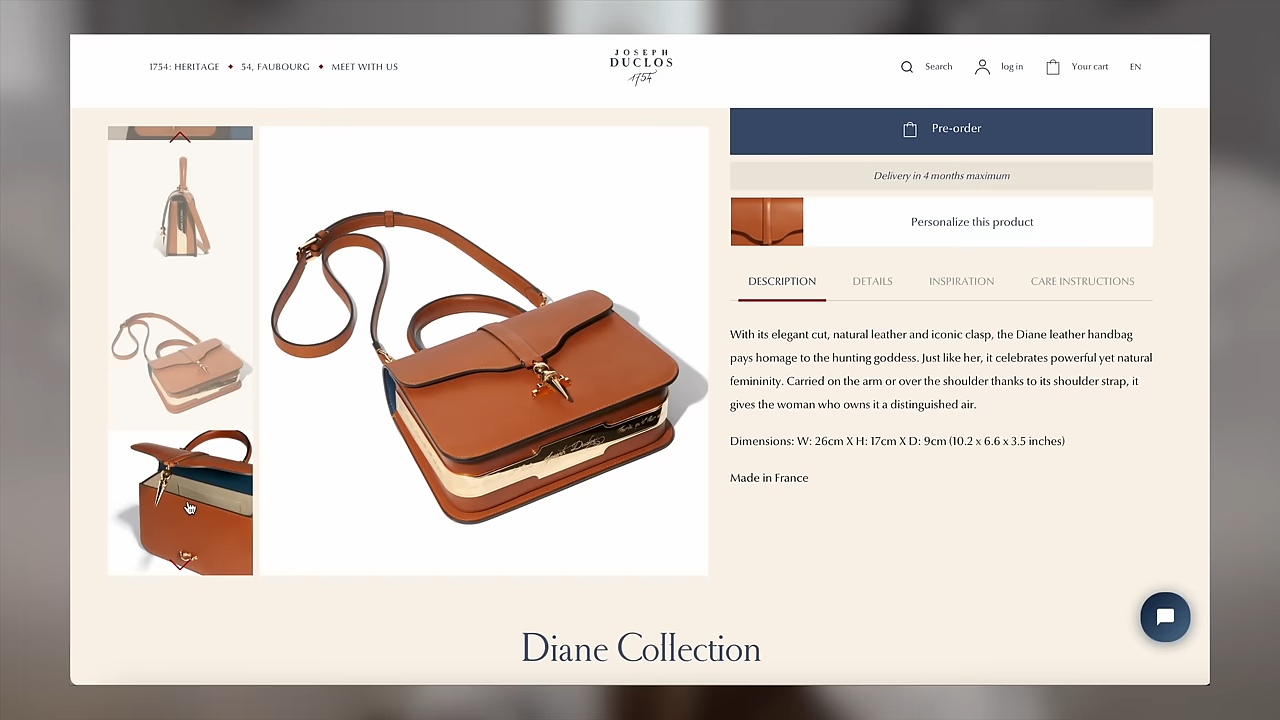 1754: HERITAGE ◆ 54, FAUBOURG ◆ MEET WITH US
JOSEPH
DUCLOS
1754
Search
log in
Your cart
EN
Pre-order
Delivery in 4 months maximum
Personalize this product
DESCRIPTION
DETAILS
INSPIRATION
CARE INSTRUCTIONS
With its elegant cut, natural leather and iconic clasp, the Diane leather handbag
pays homage to the hunting goddess. Just like her, it celebrates powerful yet natural
femininity. Carried on the arm or over the shoulder thanks to its shoulder strap, it
gives the woman who owns it a distinguished air.
Dimensions: W: 26cm X H: 17cm X D: 9cm (10.2 x 6.6 x 3.5 inches)
Made in France
Diane Collection